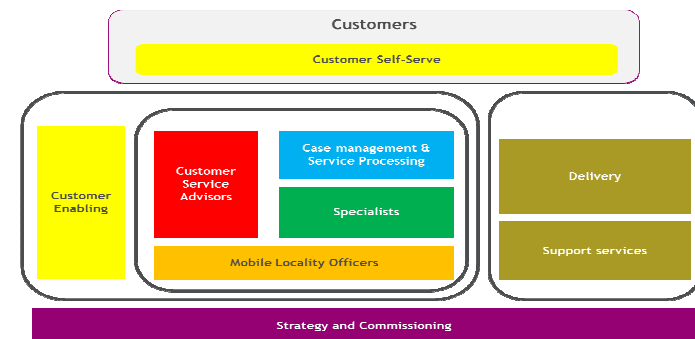 Customers
Customer Self-Serve
Customer
Enabling
Customer
Service
Advisors
Case management &
Service Processing
Specialists
Mobile Locality Officers
Delivery
Support services
Strategy and Commissioning